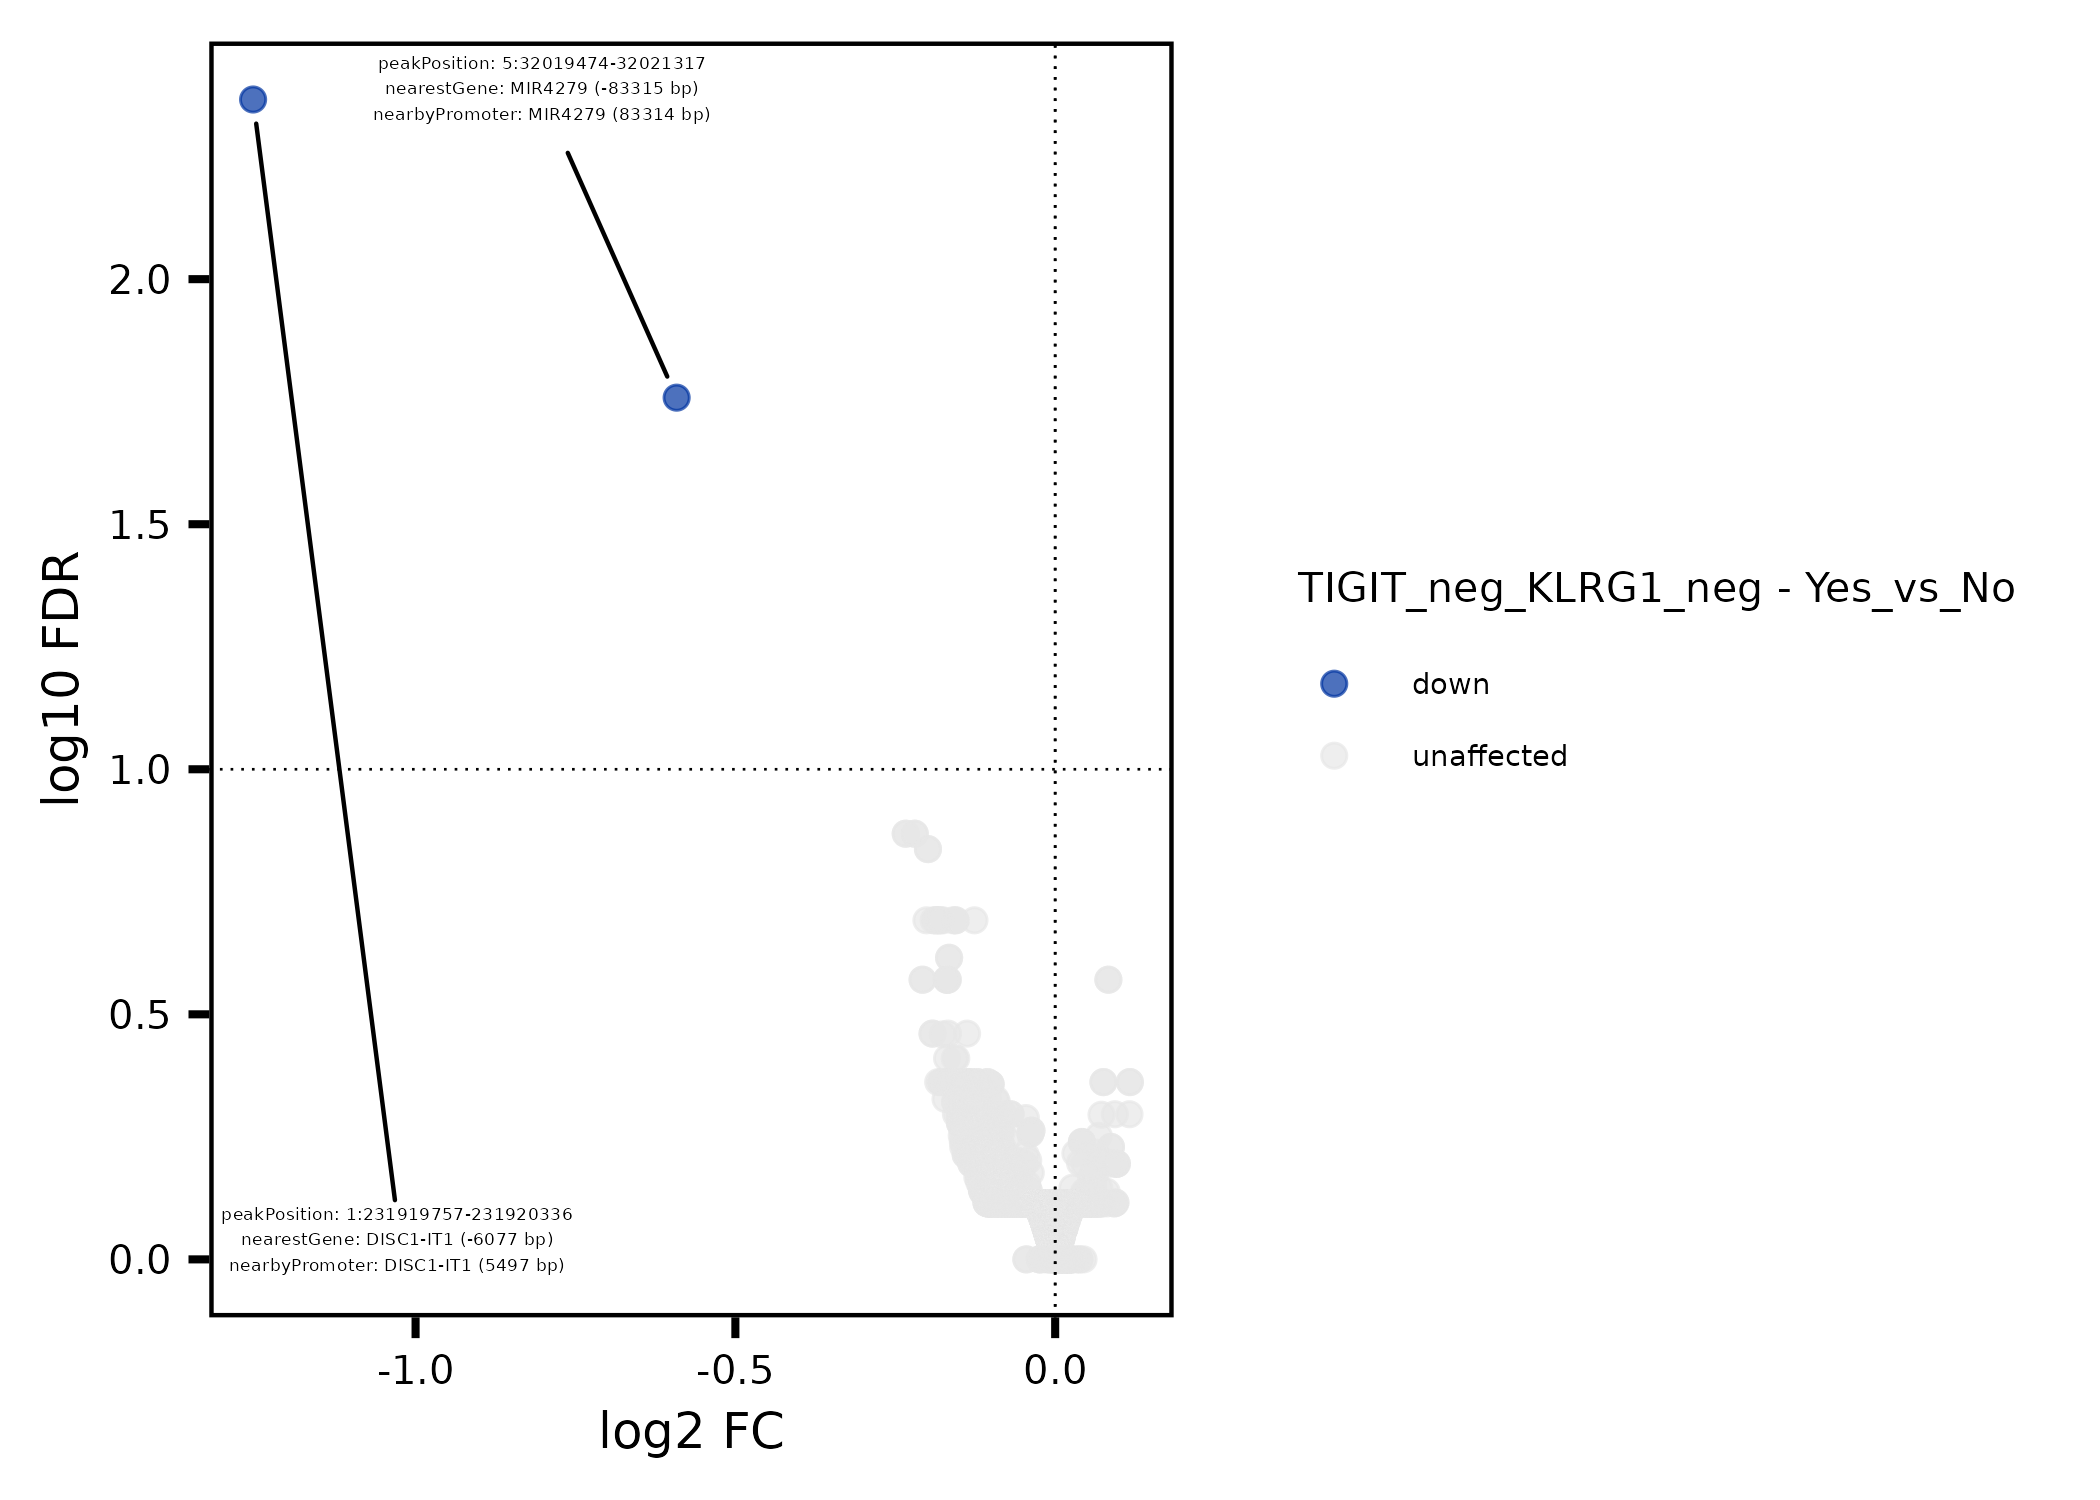 peakPosition: 5:32019474-32021317
nearestGene: MIR4279 (-83315 bp)
nearbyPromoter: MIR4279 (83314 bp)
2.0
1.5
1.0
0.5
0.0
log10 FDR
peakPosition: 1:231919757-231920336
nearestGene: DISC1-IT1 (-6077 bp)
nearbyPromoter: DISC1-IT1 (5497 bp)
-1.0 -0.5 0.0
log2 FC
TIGIT_neg_KLRG1_neg - Yes_vs_No
down
unaffected